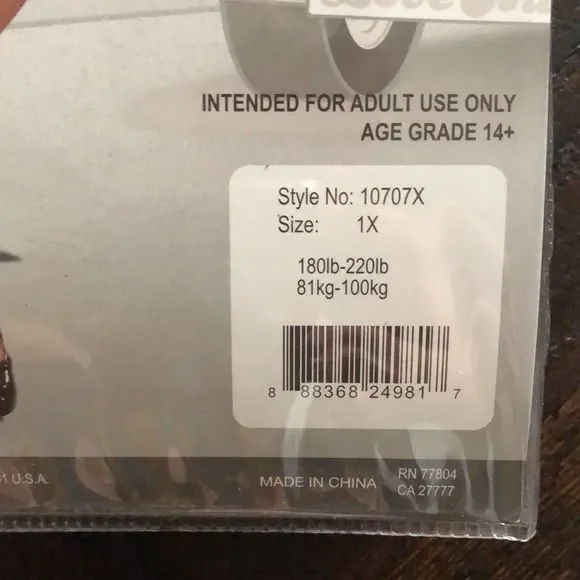 INTENDED FOR ADULT USE ONLY
AGE GRADE 14+
Style No: 10707X
Size: 1X
180lb-220lb
81kg-100kg
8 88368 24981 7
U.S.A.
MADE IN CHINA
RN 77804
CA 27777